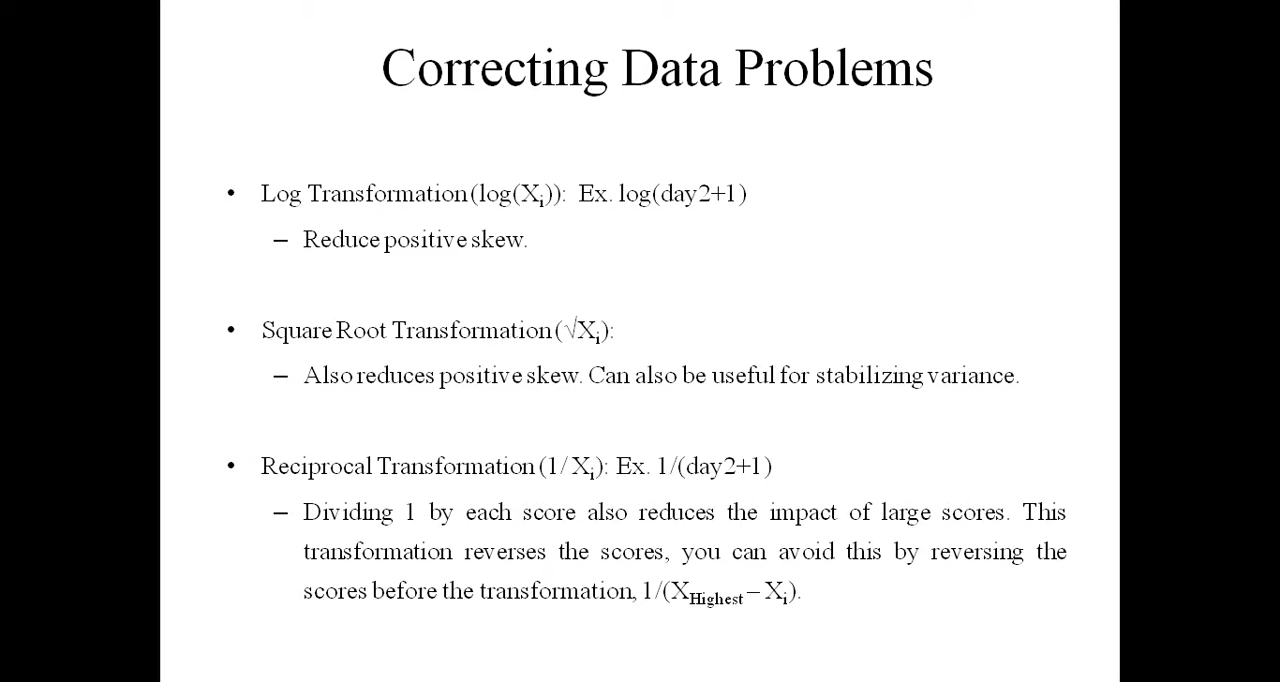 Correcting Data Problems
• Log Transformation (log(Xi)): Ex. log(day2+1)
– Reduce positive skew.
• Square Root Transformation (√Xi):
– Also reduces positive skew. Can also be useful for stabilizing variance.
• Reciprocal Transformation (1/ Xi): Ex. 1/(day2+1)
– Dividing 1 by each score also reduces the impact of large scores. This
transformation reverses the scores, you can avoid this by reversing the
scores before the transformation, 1/(XHighest – Xi).